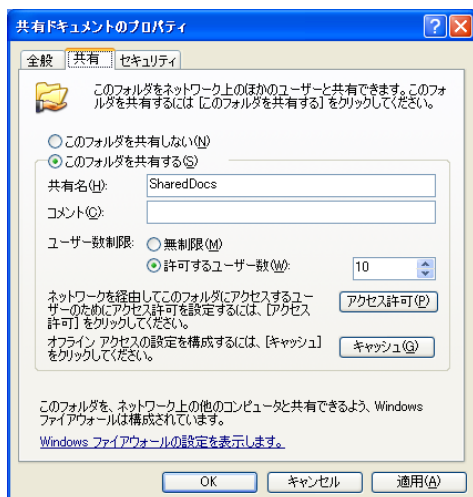 共有ドキュメントのプロパティ
全般 共有 セキュリティ
このフォルダをネットワーク上のほかのユーザーと共有できます。このフォ
ルダを共有するには [このフォルダを共有する] をクリックしてください。
このフォルダを共有しない(N)
このフォルダを共有する(S)
共有名(H): SharedDocs
コメント(C):
ユーザー数制限: 無制限(M)
許可するユーザー数(W): 10
ネットワークを経由してこのフォルダにアクセスするユー
ザーのためにアクセス許可を設定するには、[アクセス
許可] をクリックしてください。
アクセス許可(P)
オフライン アクセスの設定を構成するには、[キャッシュ]
をクリックしてください。
キャッシュ(G)
このフォルダを、ネットワーク上の他のコンピュータと共有できるよう、Windows
ファイアウォールは構成されています。
Windows ファイアウォールの設定を表示します。
OK キャンセル 適用(A)